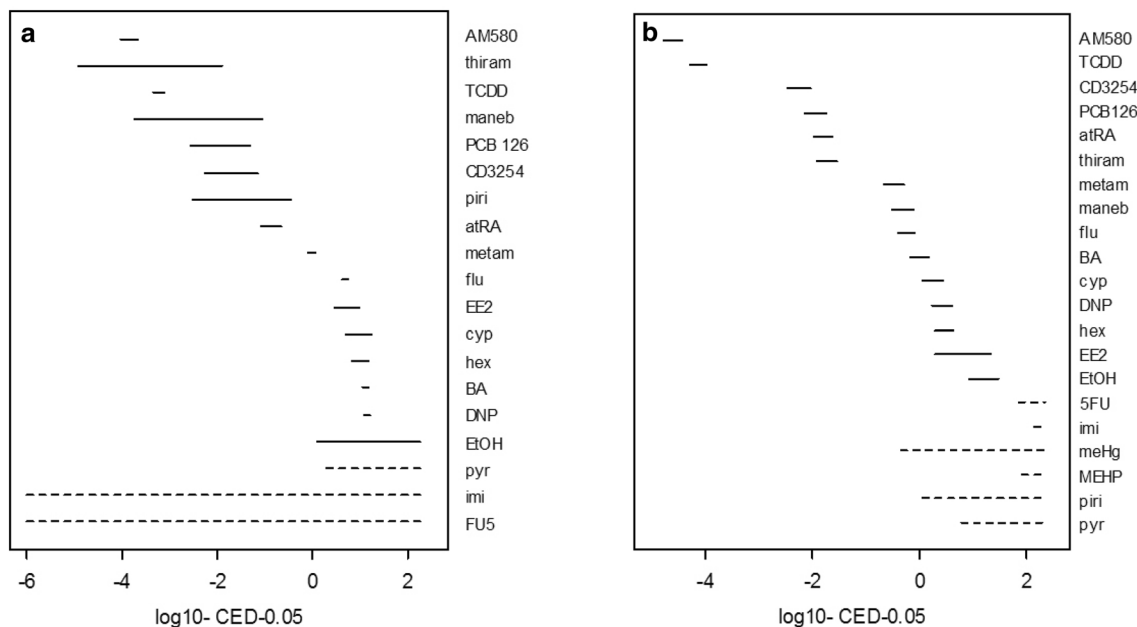 a
AM580
thiram
TCDD
maneb
PCB 126
CD3254
piri
atRA
metam
flu
EE2
cyp
hex
BA
DNP
EtOH
pyr
imi
FU5
-6 -4 -2 0 2
log10- CED-0.05
b
AM580
TCDD
CD3254
PCB126
atRA
thiram
metam
maneb
flu
BA
cyp
DNP
hex
EE2
EtOH
5FU
imi
meHg
MEHP
piri
pyr
-4 -2 0 2
log10- CED-0.05